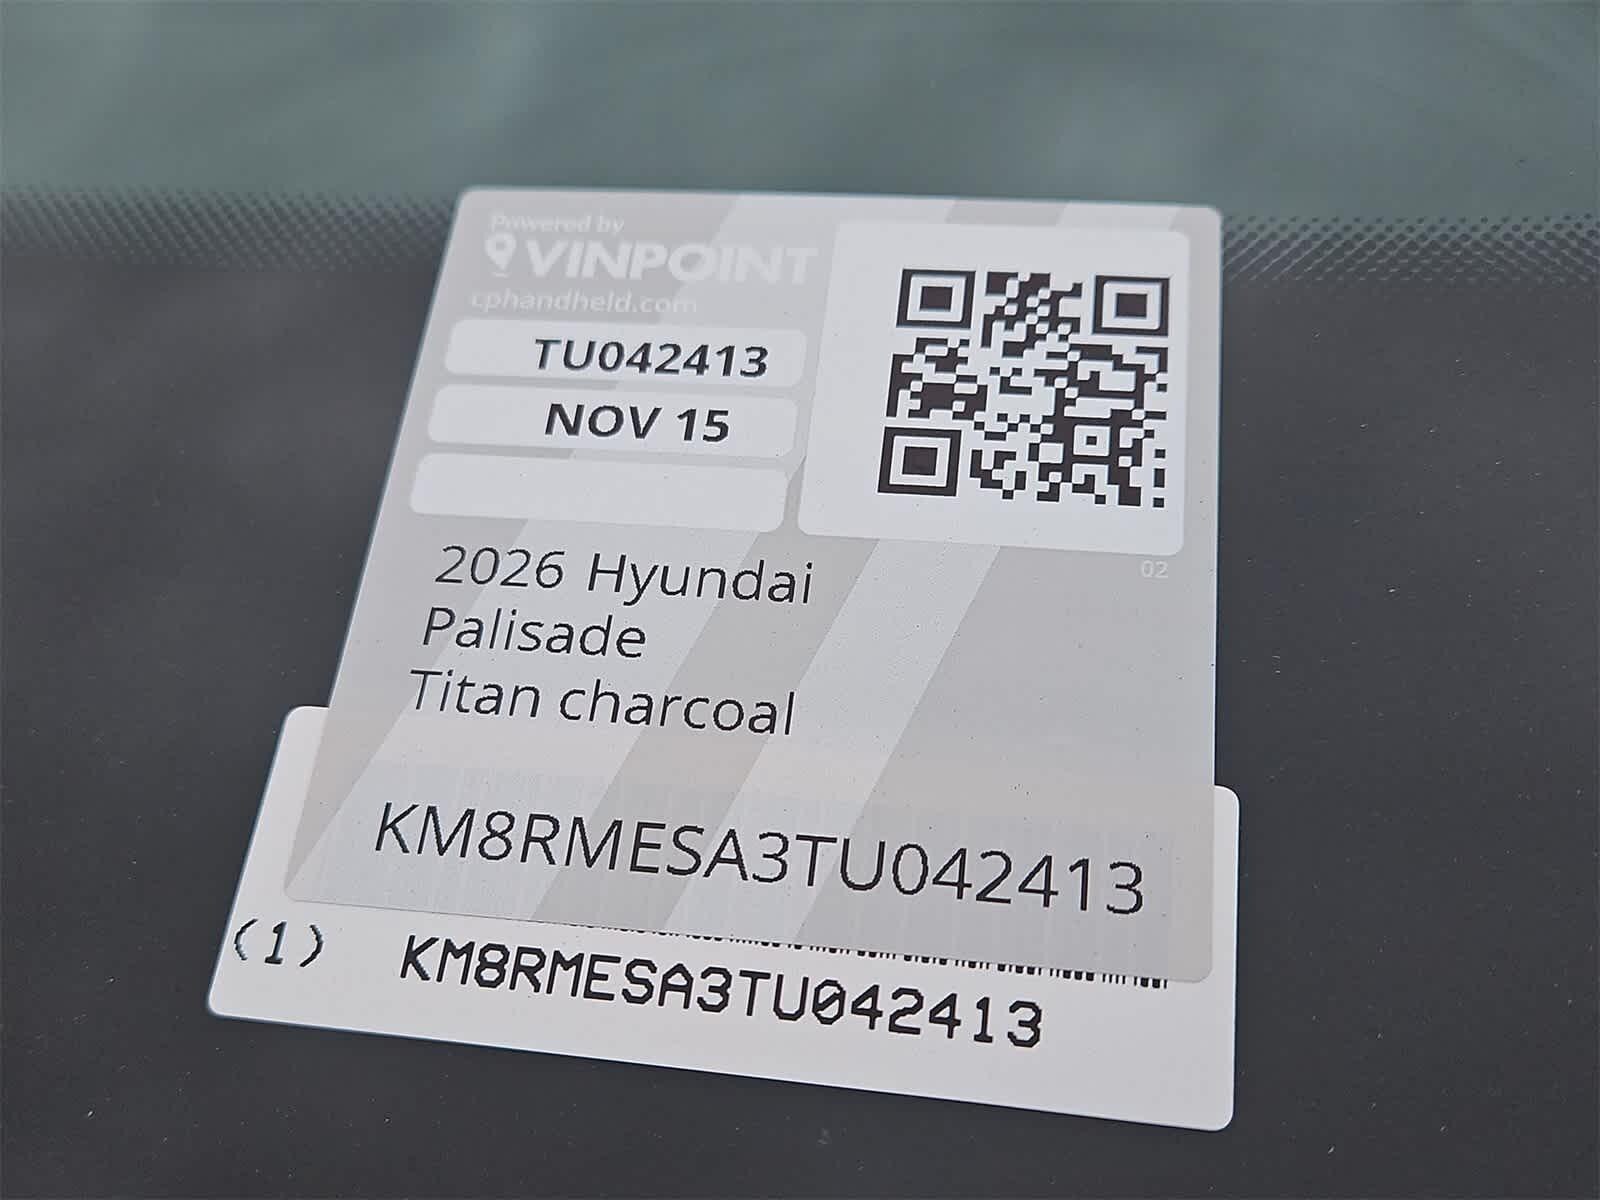 Powered by
VINPOINT
cphandheld.com
TU042413
NOV 15
02
2026 Hyundai
Palisade
Titan charcoal
KM8RMESA3TU042413
(1) KM8RMESA3TU042413